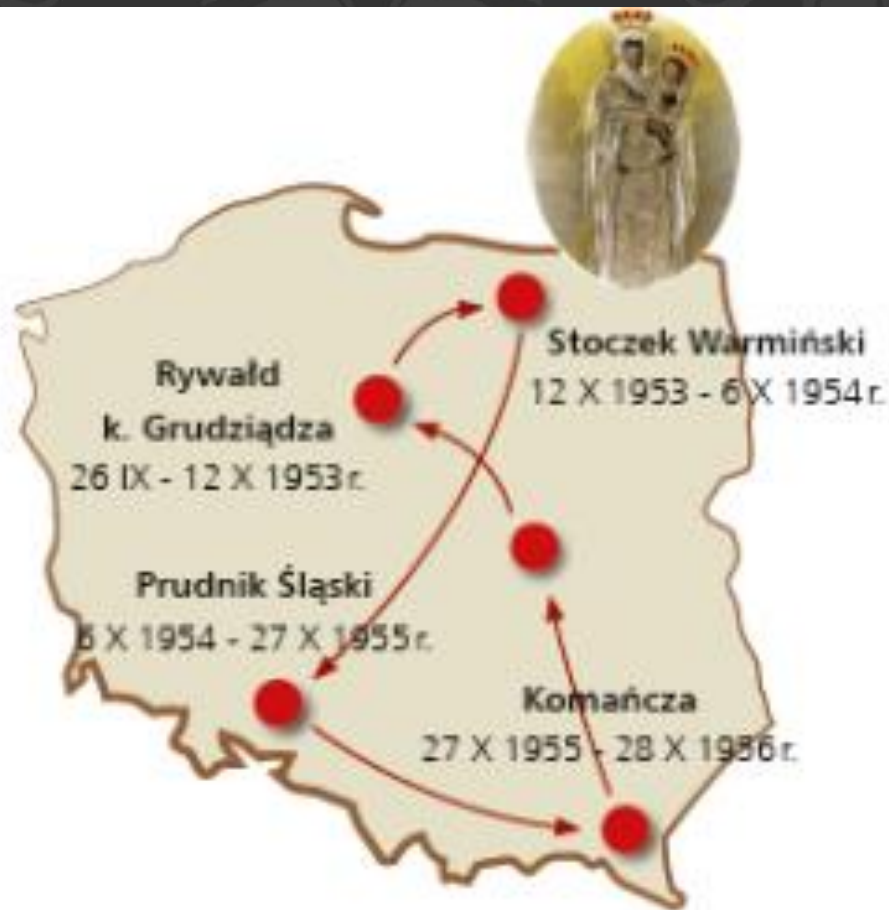 Stoczek Warmiński
12 X 1953 - 6 X 1954 r.
Rywałd
k. Grudziądza
26 IX - 12 X 1953 r.
Prudnik Śląski
6 X 1954 - 27 X 1955 r.
Komańcza
27 X 1955 - 28 X 1956 r.